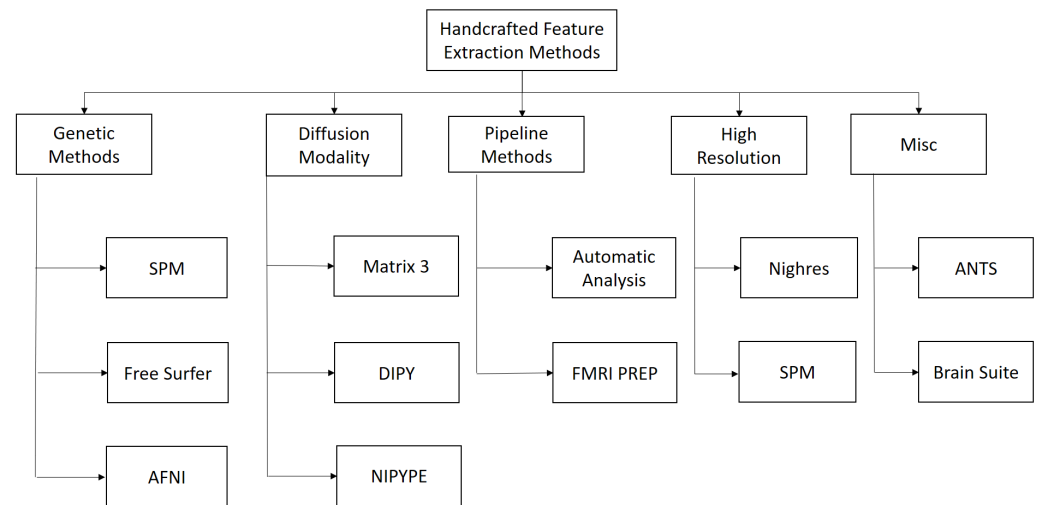 Handcrafted Feature
Extraction Methods
Genetic
Methods
Diffusion
Modality
Pipeline
Methods
High
Resolution
Misc
SPM
Matrix 3
Automatic
Analysis
Nighres
ANTS
Free Surfer
DIPY
FMRI PREP
SPM
Brain Suite
AFNI
NIPYPE